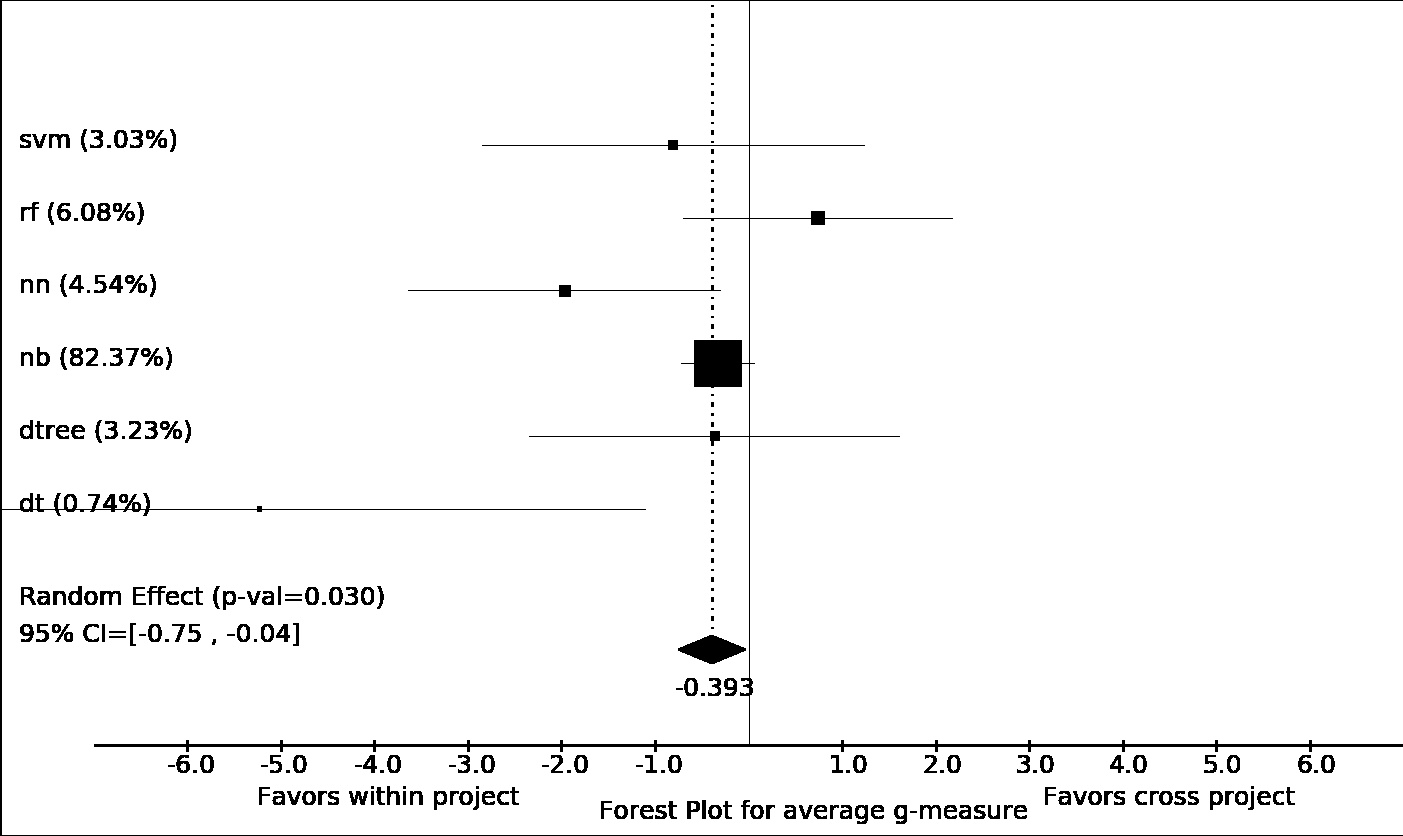 svm (3.03%)
rf (6.08%)
nn (4.54%)
nb (82.37%)
dtree (3.23%)
dt (0.74%)
Random Effect (p-val=0.030)
95% CI=[-0.75 , -0.04]
-0.393
-6.0 -5.0 -4.0 -3.0 -2.0 -1.0 1.0 2.0 3.0 4.0 5.0 6.0
Favors within project Favors cross project
Forest Plot for average g-measure